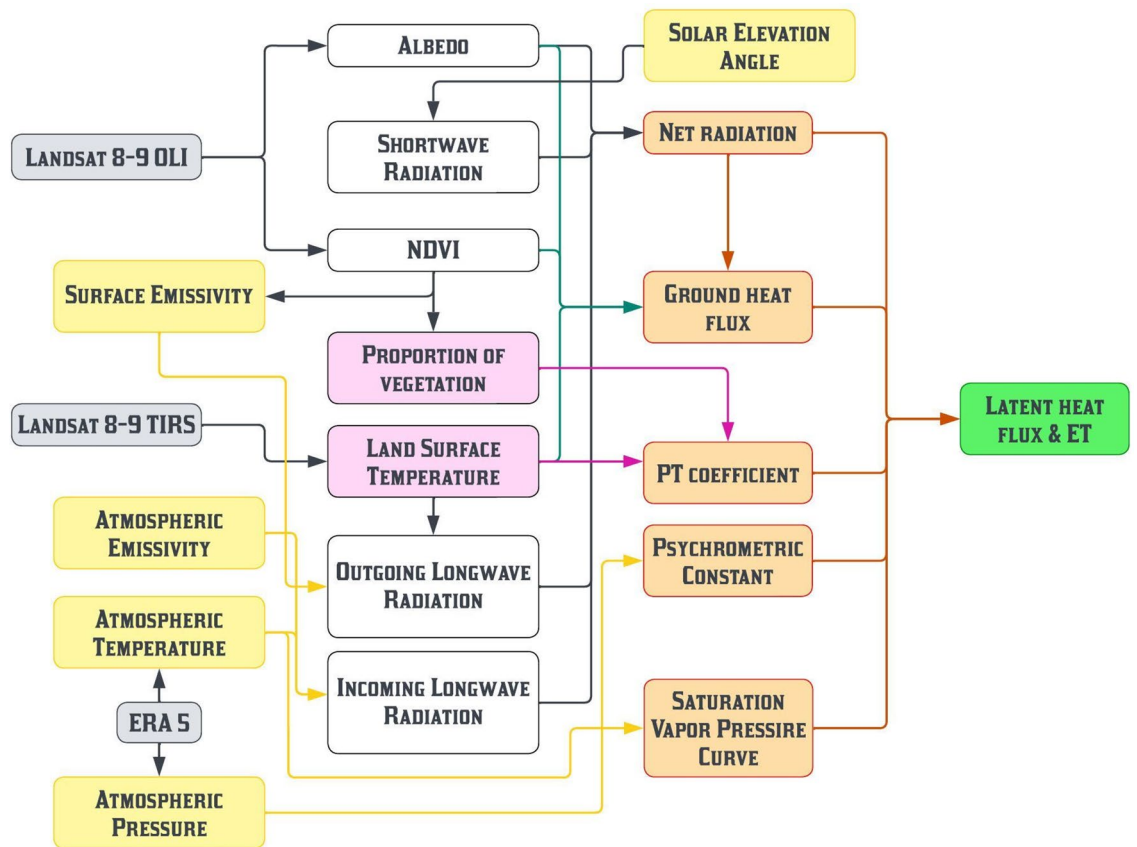 Albedo
Solar Elevation
Angle
Landsat 8-9 OLI
Shortwave
Radiation
Net radiation
NDVI
Surface Emissivity
Ground heat
flux
Proportion of
vegetation
Landsat 8-9 TIRS
Land Surface
Temperature
Latent heat
flux & ET
PT coefficient
Atmospheric
Emissivity
Outgoing Longwave
Radiation
Psychrometric
Constant
Atmospheric
Temperature
Incoming Longwave
Radiation
ERA 5
Saturation
Vapor Pressire
Curve
Atmospheric
Pressure